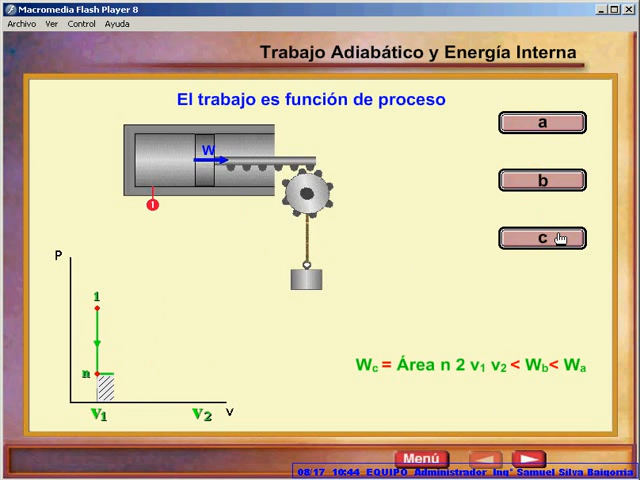 Macromedia Flash Player 8
Archivo Ver Control Ayuda
Trabajo Adiabático y Energía Interna
El trabajo es función de proceso
a
b
c
W
P
1
n
V1 V2 V
Wc = Área n 2 v1 v2 < Wb < Wa
Menú
08/17 10:44 EQUIPO Administrador Ing° Samuel Silva Baigorria